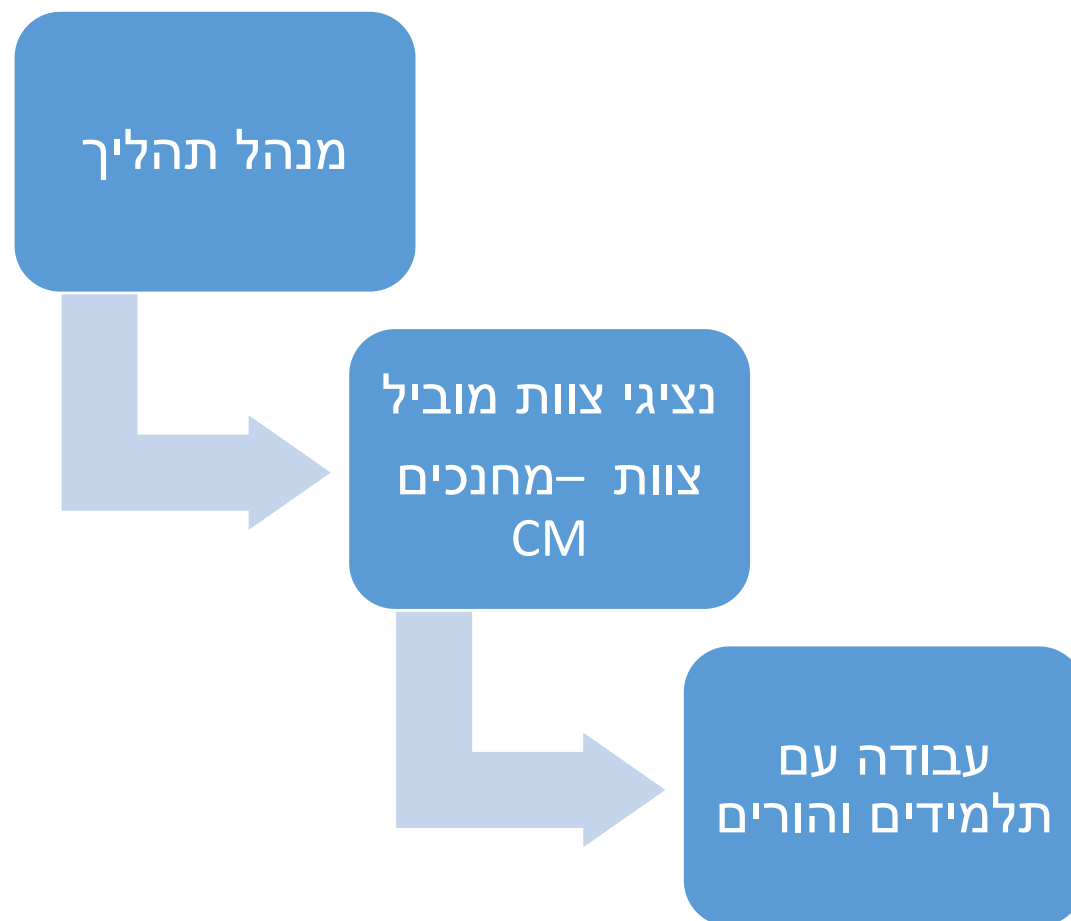 מנהל תהליך
נציגי צוות מוביל
צוות –מחנכים
CM
עבודה עם
תלמידים והורים